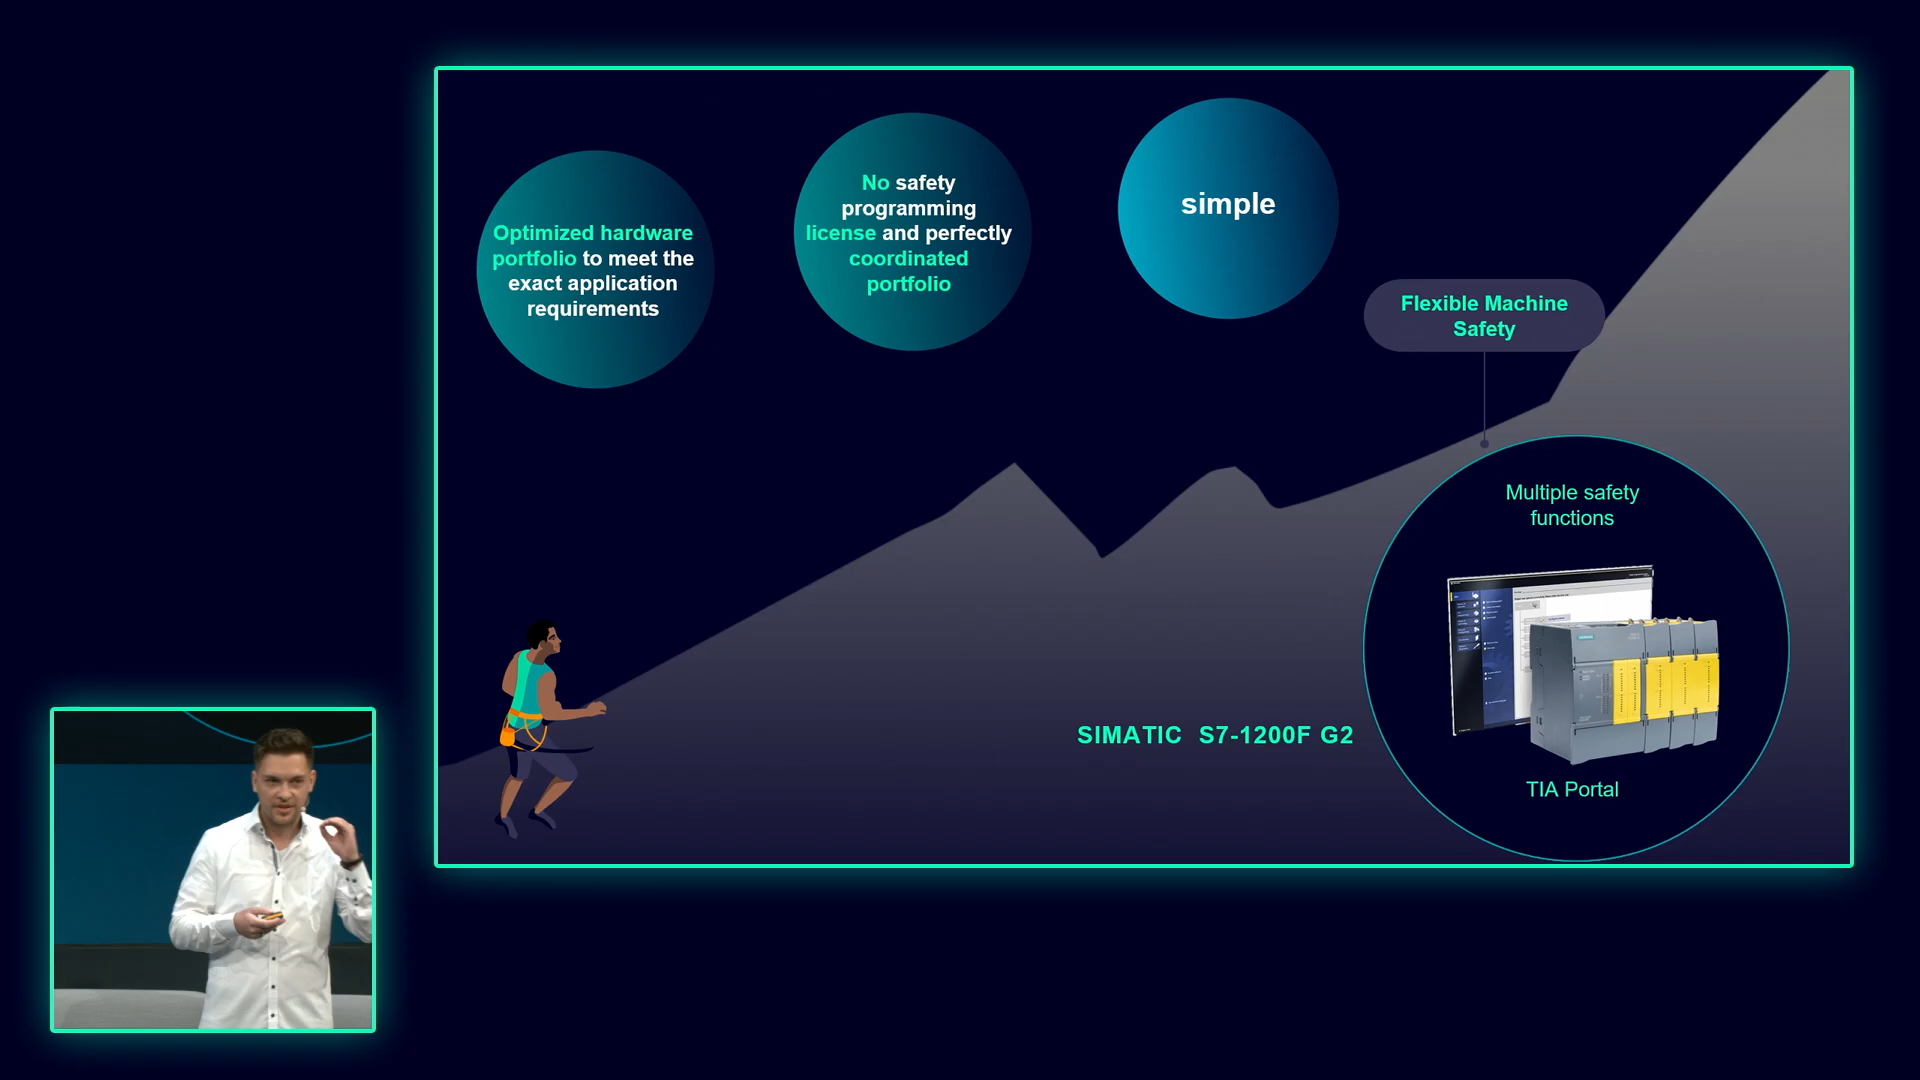 Optimized hardware
portfolio to meet the
exact application
requirements
No safety
programming
license and perfectly
coordinated
portfolio
simple
Flexible Machine
Safety
Multiple safety
functions
SIMATIC S7-1200F G2
TIA Portal